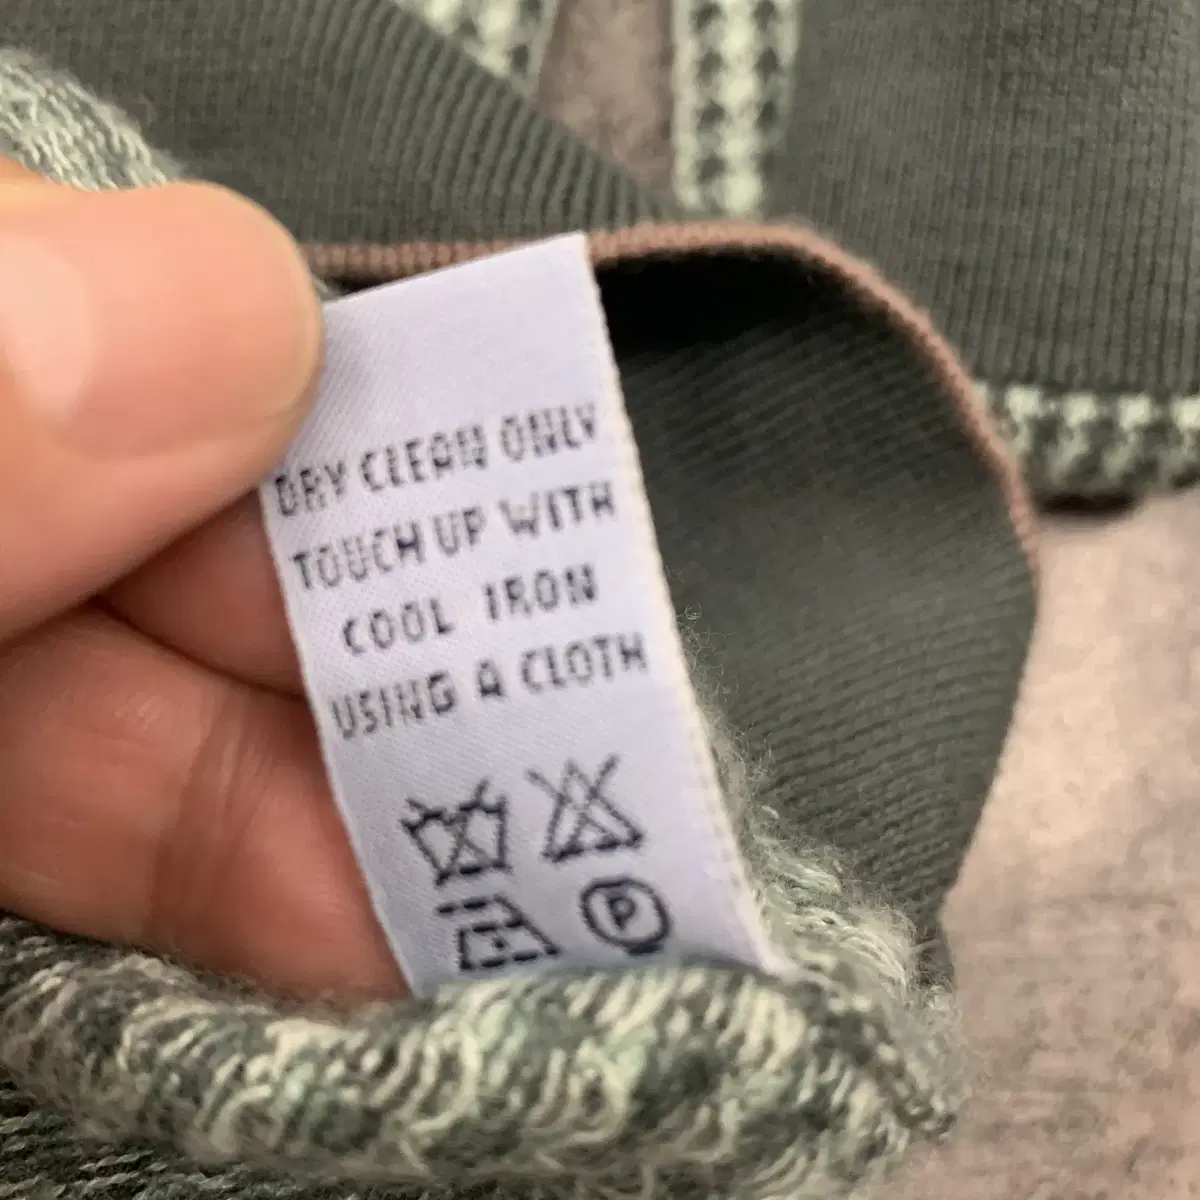 DRY CLEAN ONLY
TOUCH UP WITH
COOL IRON
USING A CLOTH
P